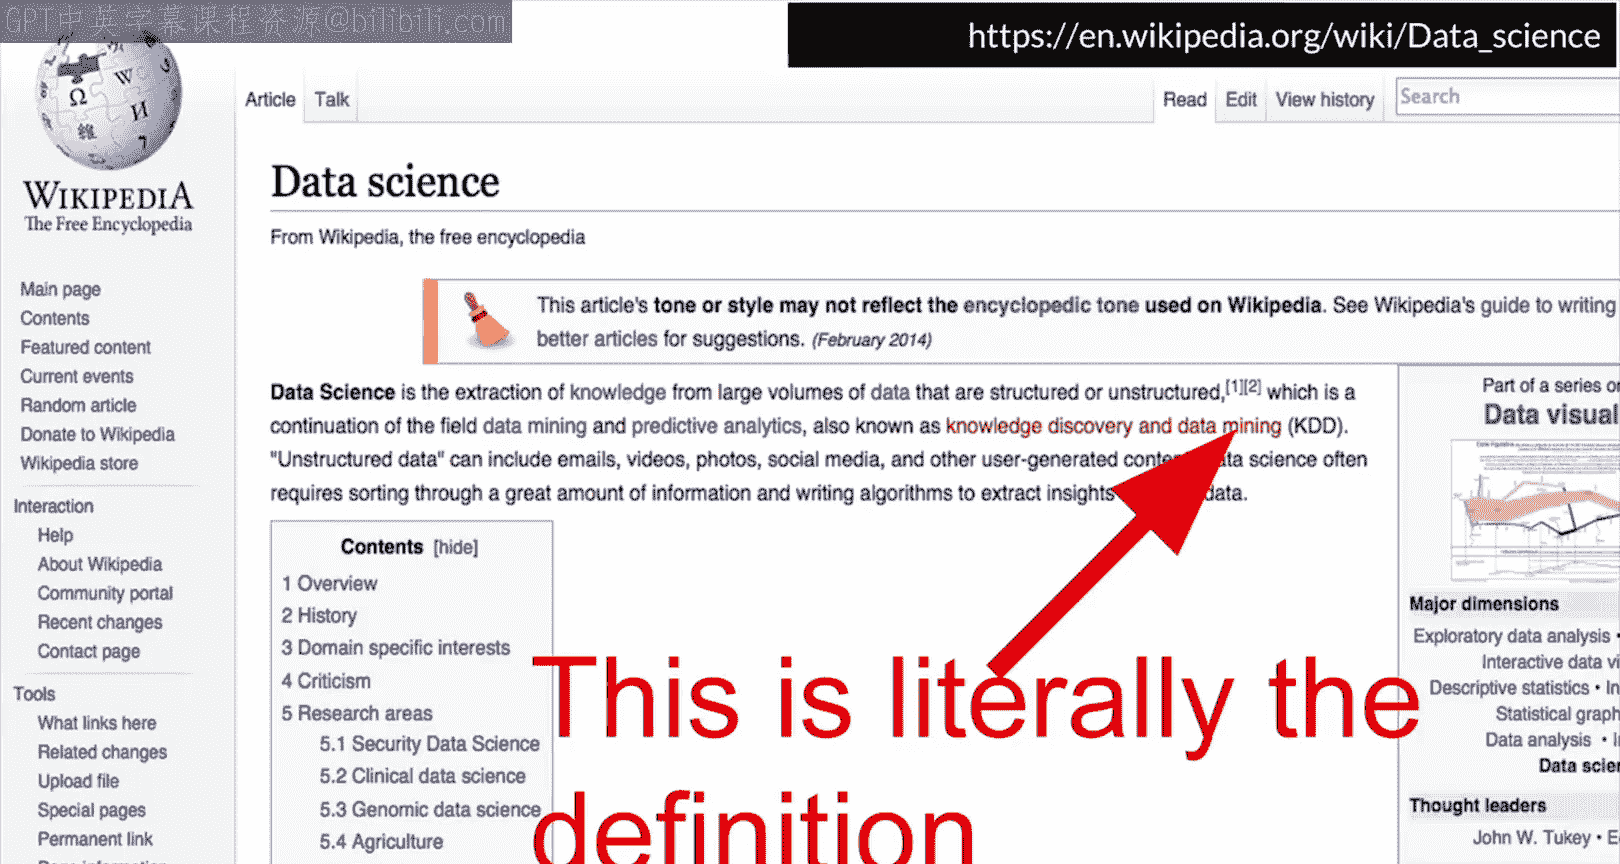 GPT中英字幕课程资源@bilibili.com
https://en.wikipedia.org/wiki/Data_science
WIKIPEDIA
The Free Encyclopedia
Article Talk
Read Edit View history
Search
Data science
From Wikipedia, the free encyclopedia
This article's tone or style may not reflect the encyclopedic tone used on Wikipedia. See Wikipedia's guide to writing
better articles for suggestions. (February 2014)
Data Science is the extraction of knowledge from large volumes of data that are structured or unstructured,[1][2] which is a
continuation of the field data mining and predictive analytics, also known as knowledge discovery and data mining (KDD).
"Unstructured data" can include emails, videos, photos, social media, and other user-generated science often
requires sorting through a great amount of information and writing algorithms to extract insights data.
Main page
Contents
Featured content
Current events
Random article
Donate to Wikipedia
Wikipedia store
Interaction
Help
About Wikipedia
Community portal
Recent changes
Contact page
Tools
What links here
Related changes
Upload file
Special pages
Permanent link
Contents [hide]
1 Overview
2 History
3 Domain specific interests
4 Criticism
5 Research areas
5.1 Security Data Science
5.2 Clinical data science
5.3 Genomic data science
5.4 Agriculture
This is literally the
definition
Part of a series
Data
Major dimensions
Exploratory data analysis •
Interactive data
Descriptive statistics •
Statistical
Data analysis •
Data
Thought leaders
John W. Tukey •